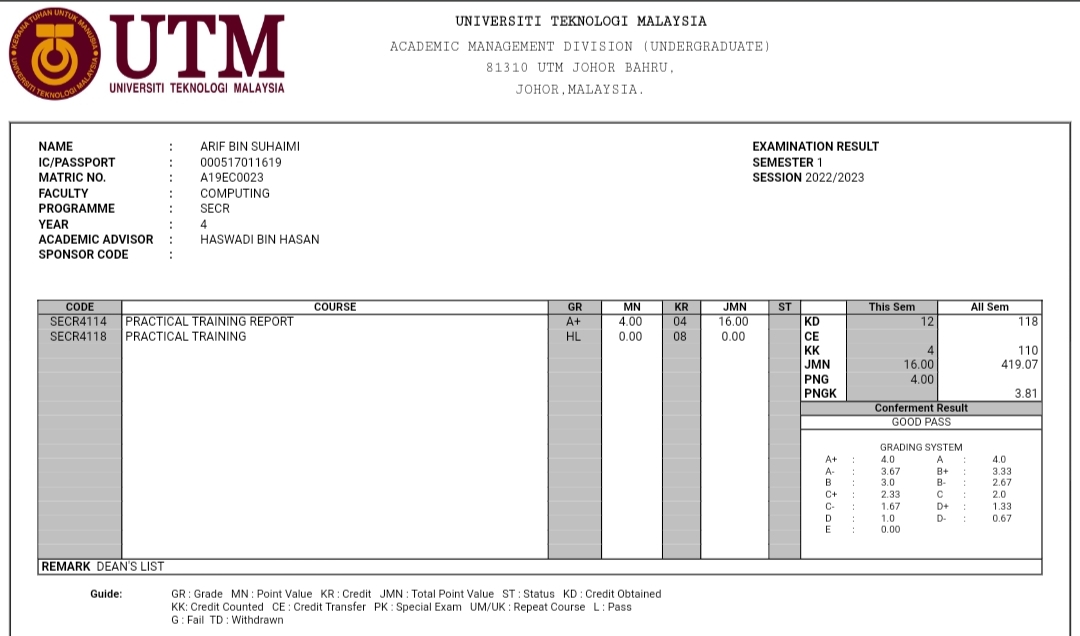 KERANA TUHAN UNTUK MANUSIA
UNIVERSITI TEKNOLOGI MALAYSIA
UTM
UNIVERSITI TEKNOLOGI MALAYSIA
UNIVERSITI TEKNOLOGI MALAYSIA
ACADEMIC MANAGEMENT DIVISION (UNDERGRADUATE)
81310 UTM JOHOR BAHRU,
JOHOR,MALAYSIA.
NAME : ARIF BIN SUHAIMI
IC/PASSPORT : 000517011619
MATRIC NO. : A19EC0023
FACULTY : COMPUTING
PROGRAMME : SECR
YEAR : 4
ACADEMIC ADVISOR : HASWADI BIN HASAN
SPONSOR CODE :
EXAMINATION RESULT
SEMESTER 1
SESSION 2022/2023
CODE COURSE GR MN KR JMN ST
SECR4114 PRACTICAL TRAINING REPORT A+ 4.00 04 16.00
SECR4118 PRACTICAL TRAINING HL 0.00 08 0.00
This Sem All Sem
KD 12 118
CE
KK 4 110
JMN 16.00 419.07
PNG 4.00
PNGK 3.81
Conferment Result
GOOD PASS
GRADING SYSTEM
A+ : 4.0 A : 4.0
A- : 3.67 B+ : 3.33
B : 3.0 B- : 2.67
C+ : 2.33 C : 2.0
C- : 1.67 D+ : 1.33
D : 1.0 D- : 0.67
E : 0.00
REMARK DEAN'S LIST
Guide: GR : Grade MN : Point Value KR : Credit JMN : Total Point Value ST : Status KD : Credit Obtained
KK: Credit Counted CE : Credit Transfer PK : Special Exam UM/UK : Repeat Course L : Pass
G : Fail TD : Withdrawn